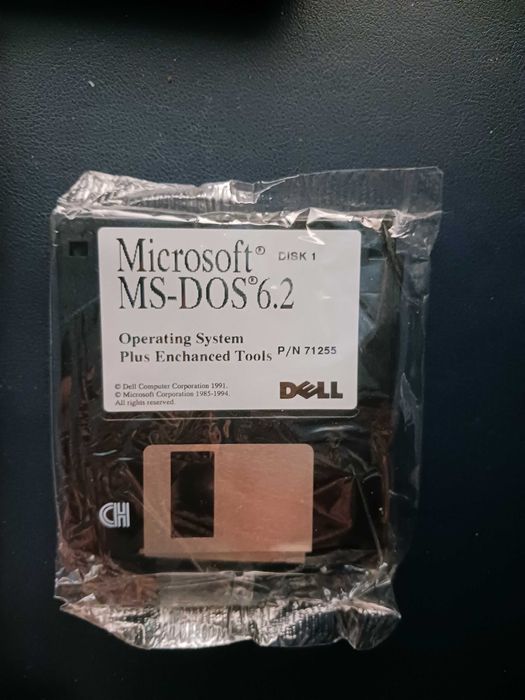 Microsoft® DISK 1
MS-DOS®6.2
Operating System
Plus Enchanced Tools P/N 71255
© Dell Computer Corporation 1991.
© Microsoft Corporation 1985-1994.
All rights reserved.
DELL